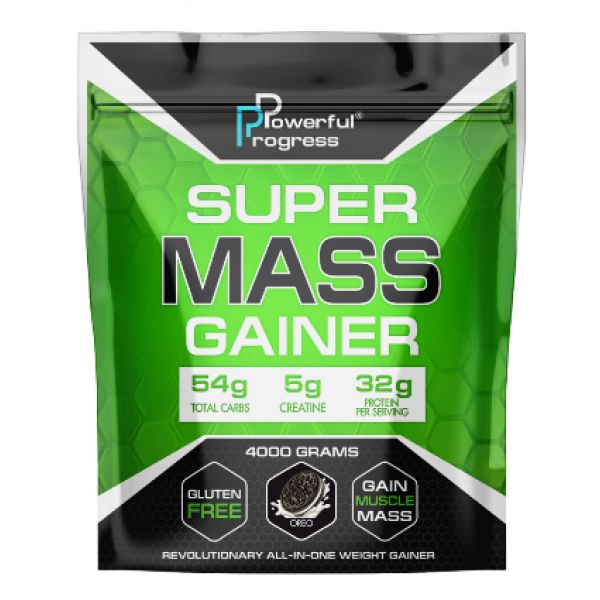 Powerful®
Progress
SUPER
MASS
GAINER
54g
TOTAL CARBS
5g
CREATINE
32g
PROTEIN
PER SERVING
4000 GRAMS
GLUTEN
FREE
OREO
GAIN
MUSCLE
MASS
REVOLUTIONARY ALL-IN-ONE WEIGHT GAINER